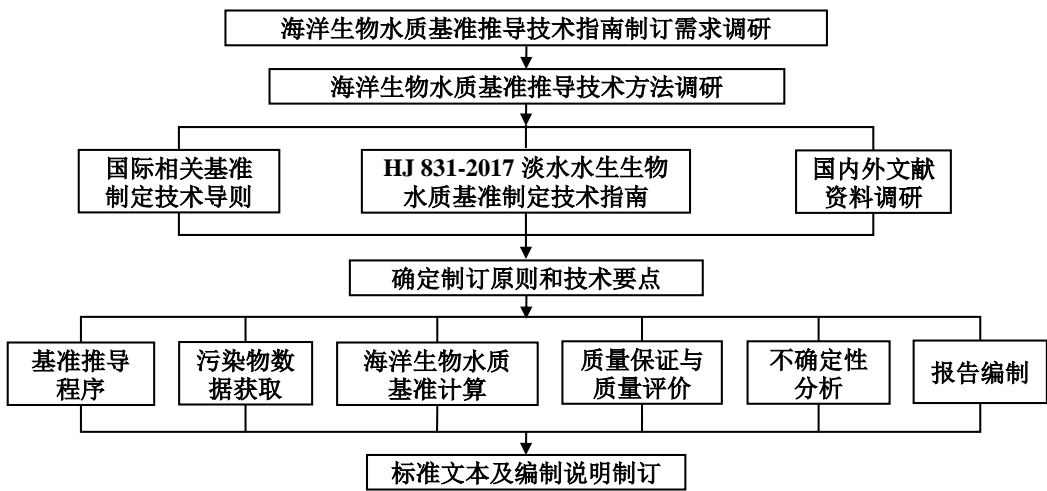 海洋生物水质基准推导技术指南制订需求调研
海洋生物水质基准推导技术方法调研
国际相关基准
制定技术导则
HJ 831-2017 淡水水生生物
水质基准制定技术指南
国内外文献
资料调研
确定制订原则和技术要点
基准推导
程序
污染物数
据获取
海洋生物水质
基准计算
质量保证与
质量评价
不确定性
分析
报告编制
标准文本及编制说明制订